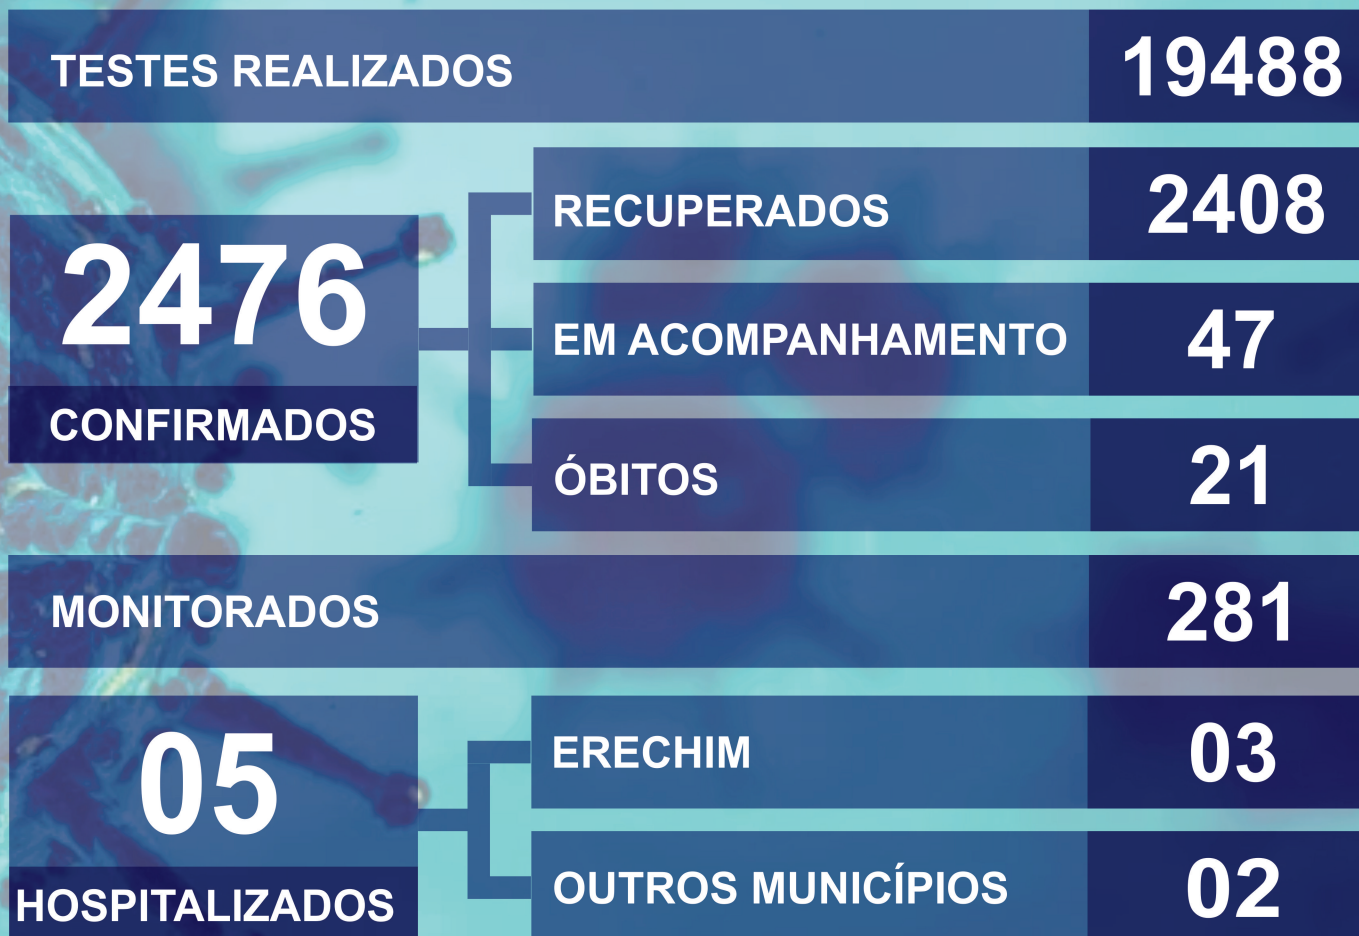 TESTES REALIZADOS 19488
2476
CONFIRMADOS
RECUPERADOS 2408
EM ACOMPANHAMENTO 47
ÓBITOS 21
MONITORADOS 281
05
HOSPITALIZADOS
ERECHIM 03
OUTROS MUNICÍPIOS 02